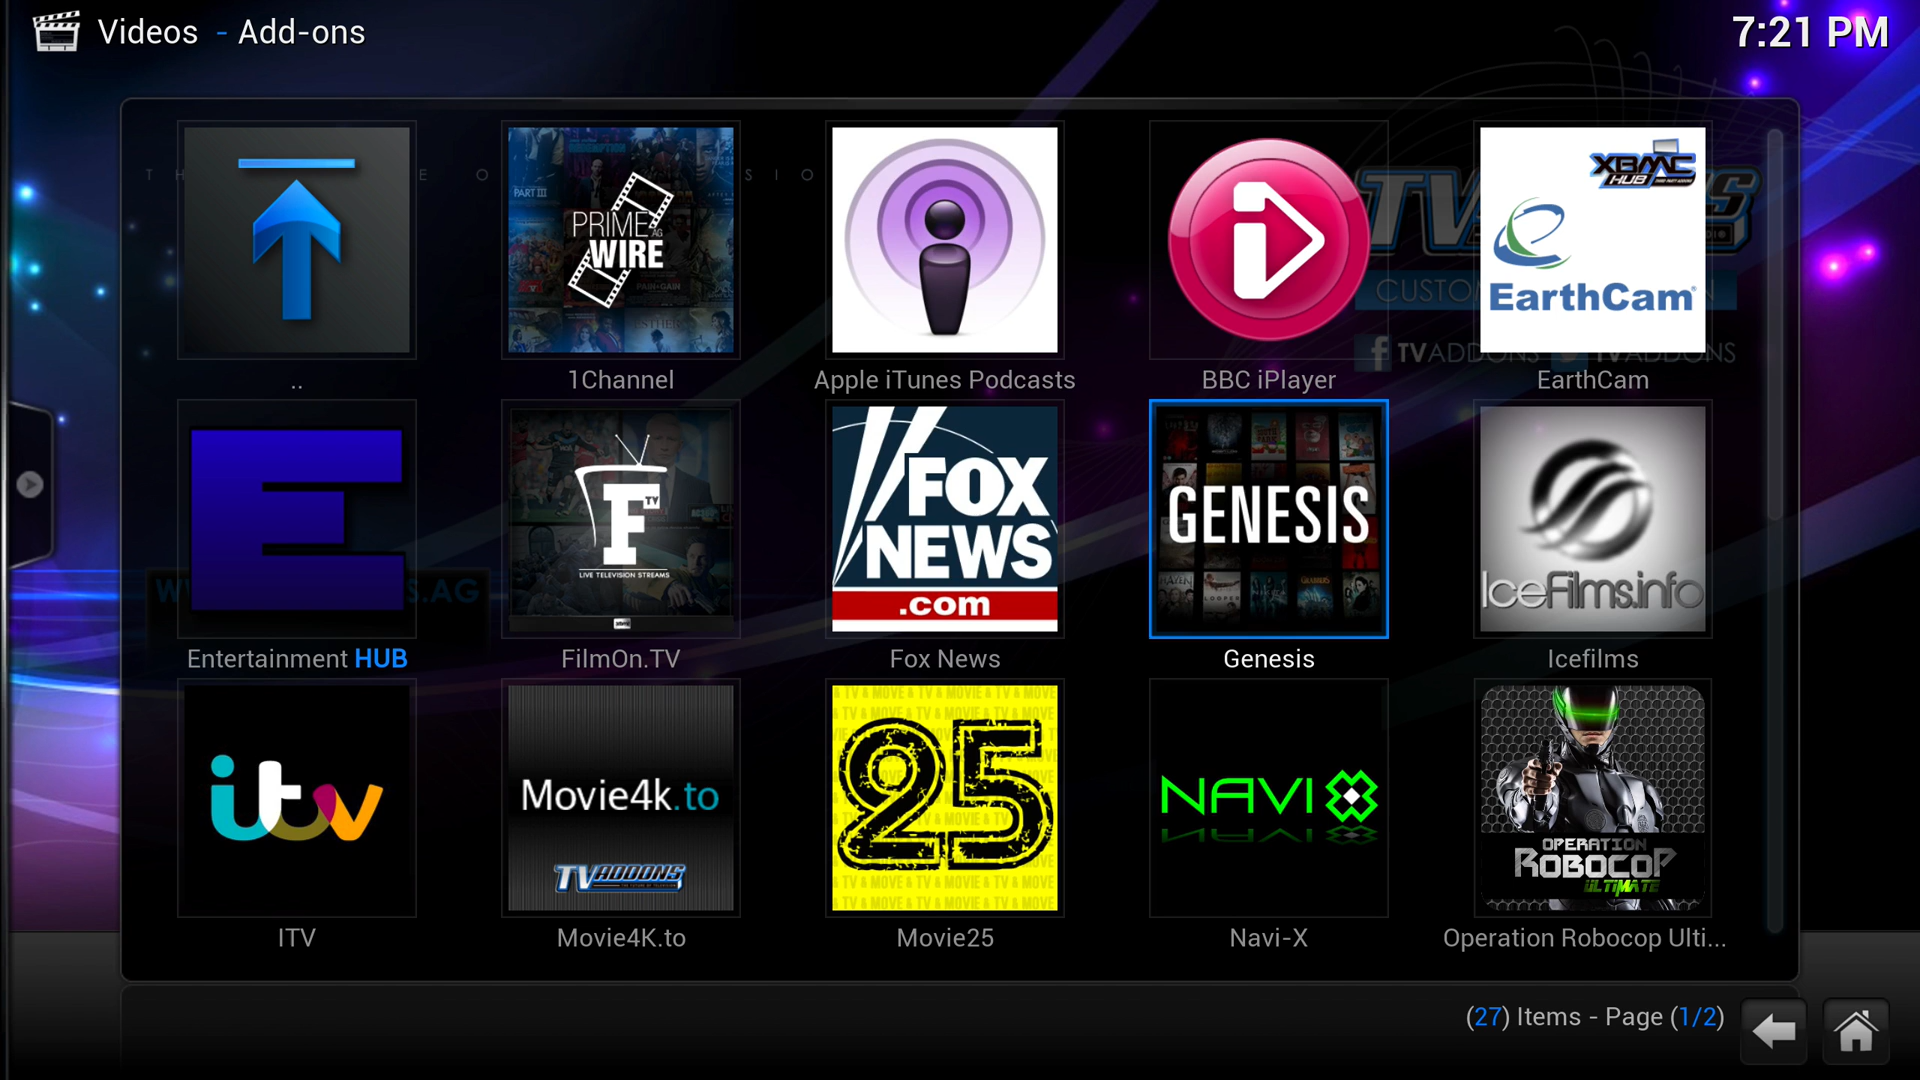 Videos - Add-ons
7:21 PM
PRIME
AG
WIRE
XBMC
HUB
EarthCam
TVADDONS
..
1Channel
Apple iTunes Podcasts
BBC iPlayer
EarthCam
F
TV
LIVE TELEVISION STREAMS
FOX
NEWS
.com
GENESIS
IceFilms.info
Entertainment HUB
FilmOn.TV
Fox News
Genesis
Icefilms
itv
Movie4k.to
TVADDONS
25
NAVI X
OPERATION
ROBOCOP
ULTIMATE
ITV
Movie4K.to
Movie25
Navi-X
Operation Robocop Ulti...
(27) Items - Page (1/2)